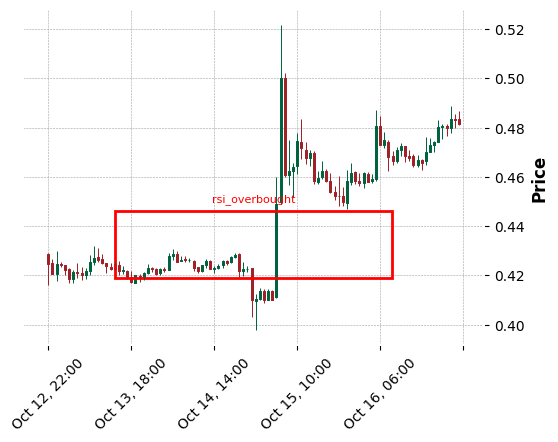 0.52
0.50
0.48
0.46
0.44
0.42
0.40
Price
rsi_overbought
Oct 12, 22:00
Oct 13, 18:00
Oct 14, 14:00
Oct 15, 10:00
Oct 16, 06:00